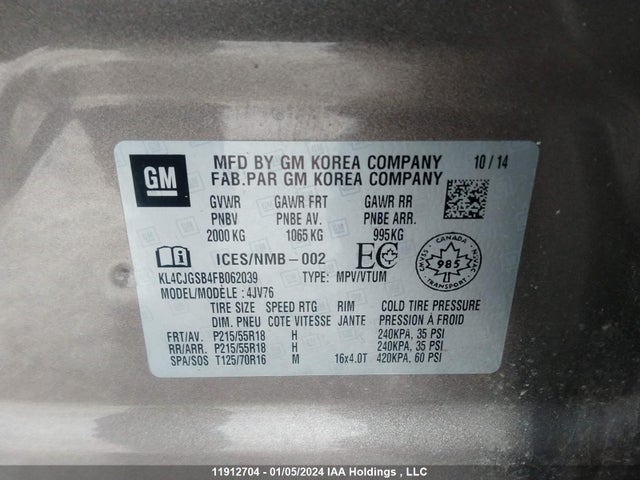 GM
MFD BY GM KOREA COMPANY 10/14
FAB.PAR GM KOREA COMPANY
GVWR GAWR FRT GAWR RR
PNBV PNBE AV. PNBE ARR.
2000 KG 1065 KG 995KG
ICES/NMB-002 EC
CANADA
985
TRANSPORT
KL4CJGSB4FB062039 TYPE: MPV/VTUM
MODEL/MODÈLE : 4JV76
TIRE SIZE SPEED RTG RIM COLD TIRE PRESSURE
DIM. PNEU COTE VITESSE JANTE PRESSION À FROID
FRT/AV. P215/55R18 H 240KPA, 35 PSI
RR/ARR. P215/55R18 H 240KPA, 35 PSI
SPA/SOS T125/70R16 M 16x4.0T 420KPA, 60 PSI
11912704 - 01/05/2024 IAA Holdings , LLC